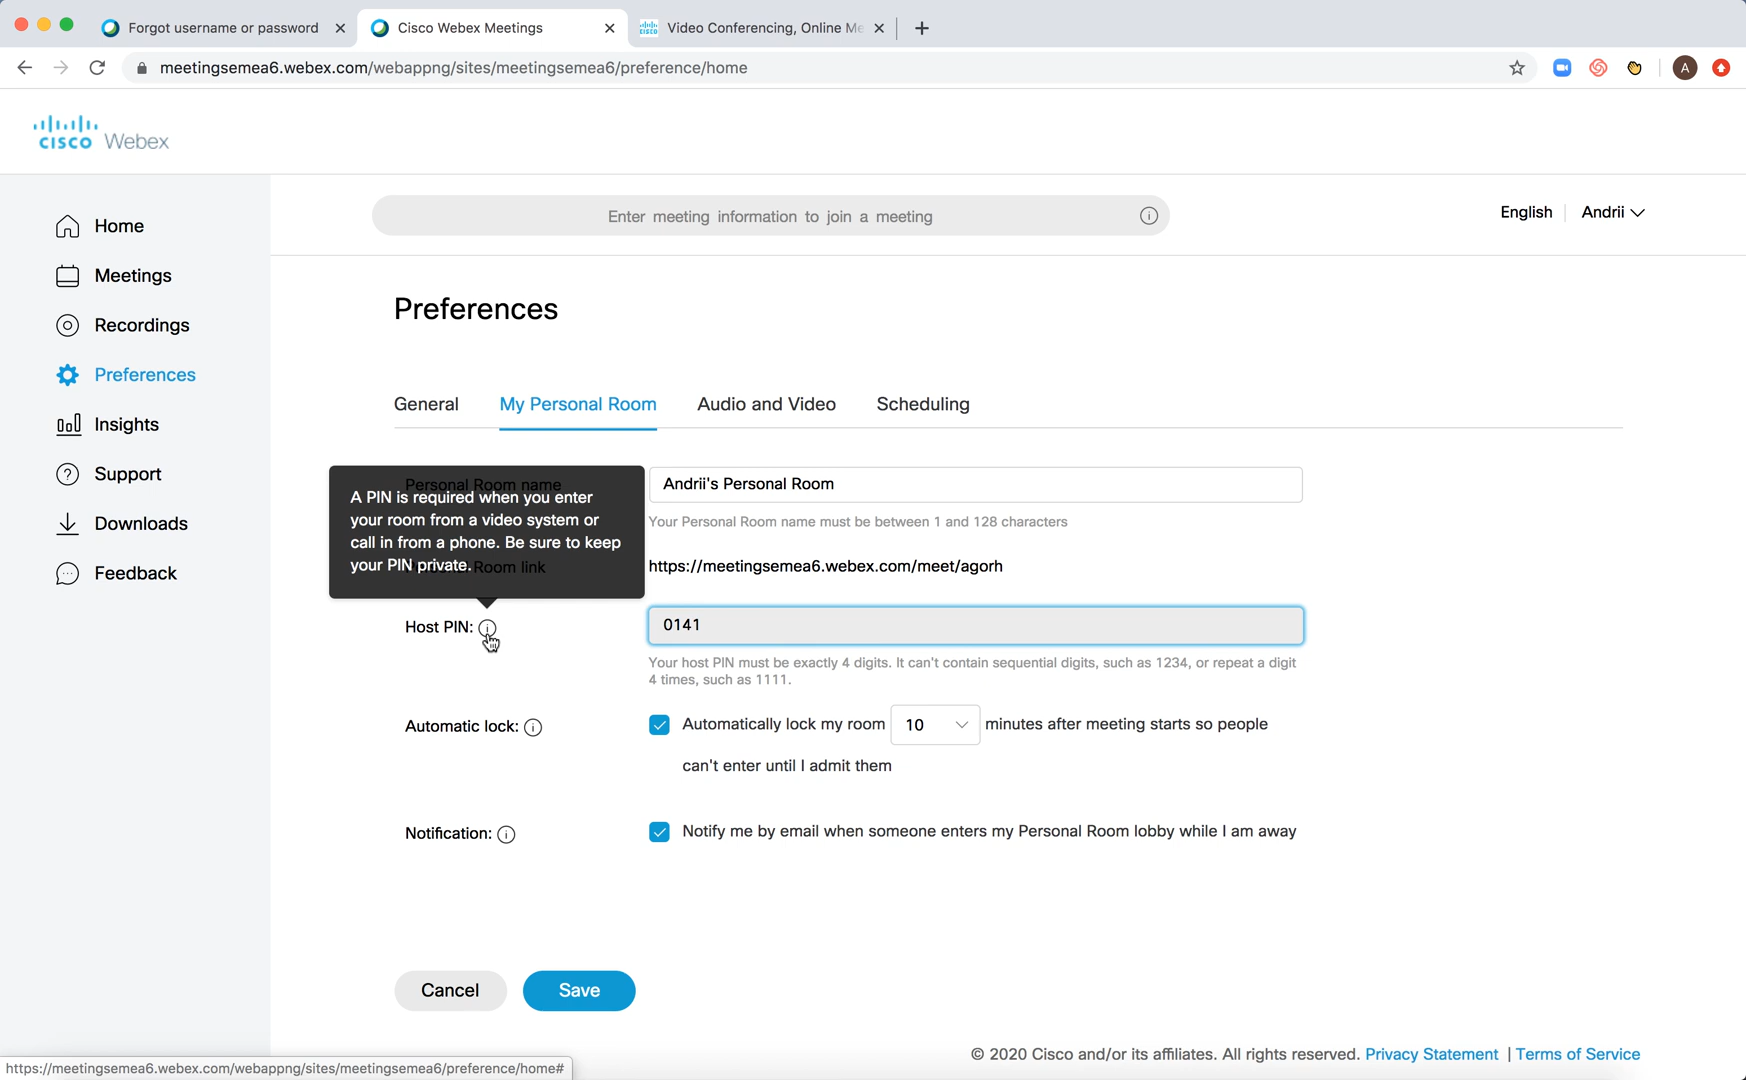 Forgot username or password
Cisco Webex Meetings
Video Conferencing, Online Me
meetingsemea6.webex.com/webappng/sites/meetingsemea6/preference/home
A
cisco Webex
Enter meeting information to join a meeting
English
Andrii
Home
Meetings
Recordings
Preferences
Insights
Support
Downloads
Feedback
Preferences
General
My Personal Room
Audio and Video
Scheduling
Personal Room name
Andrii's Personal Room
Your Personal Room name must be between 1 and 128 characters
A PIN is required when you enter
your room from a video system or
call in from a phone. Be sure to keep
your PIN private.
Room link
https://meetingsemea6.webex.com/meet/agorh
Host PIN:
0141
Your host PIN must be exactly 4 digits. It can't contain sequential digits, such as 1234, or repeat a digit
4 times, such as 1111.
Automatic lock:
Automatically lock my room 10 minutes after meeting starts so people
can't enter until I admit them
Notification:
Notify me by email when someone enters my Personal Room lobby while I am away
Cancel
Save
© 2020 Cisco and/or its affiliates. All rights reserved. Privacy Statement | Terms of Service
https://meetingsemea6.webex.com/webappng/sites/meetingsemea6/preference/home#